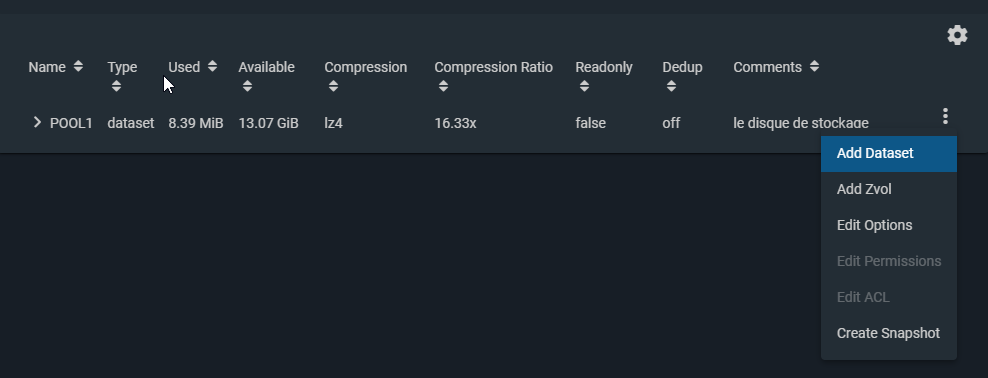 Name Type Used Available Compression Compression Ratio Readonly Dedup Comments
POOL1 dataset 8.39 MiB 13.07 GiB lz4 16.33x false off le disque de stockage
Add Dataset
Add Zvol
Edit Options
Edit Permissions
Edit ACL
Create Snapshot